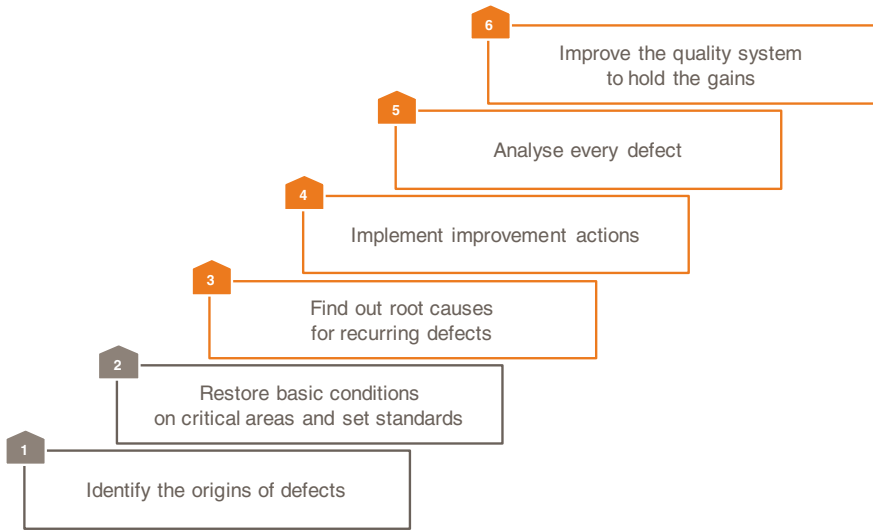 6
Improve the quality system
to hold the gains
5
Analyse every defect
4
Implement improvement actions
3
Find out root causes
for recurring defects
2
Restore basic conditions
on critical areas and set standards
1
Identify the origins of defects